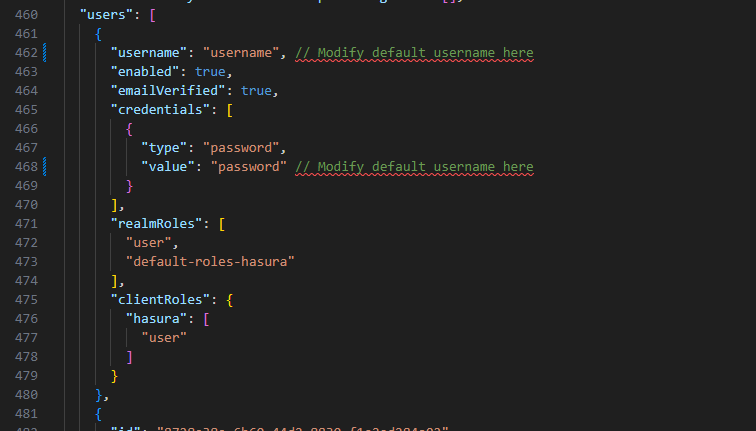 460 "users": [
461 {
462 "username": "username", // Modify default username here
463 "enabled": true,
464 "emailVerified": true,
465 "credentials": [
466 {
467 "type": "password",
468 "value": "password" // Modify default username here
469 }
470 ],
471 "realmRoles": [
472 "user",
473 "default-roles-hasura"
474 ],
475 "clientRoles": {
476 "hasura": [
477 "user"
478 ]
479 }
480 },
481 {